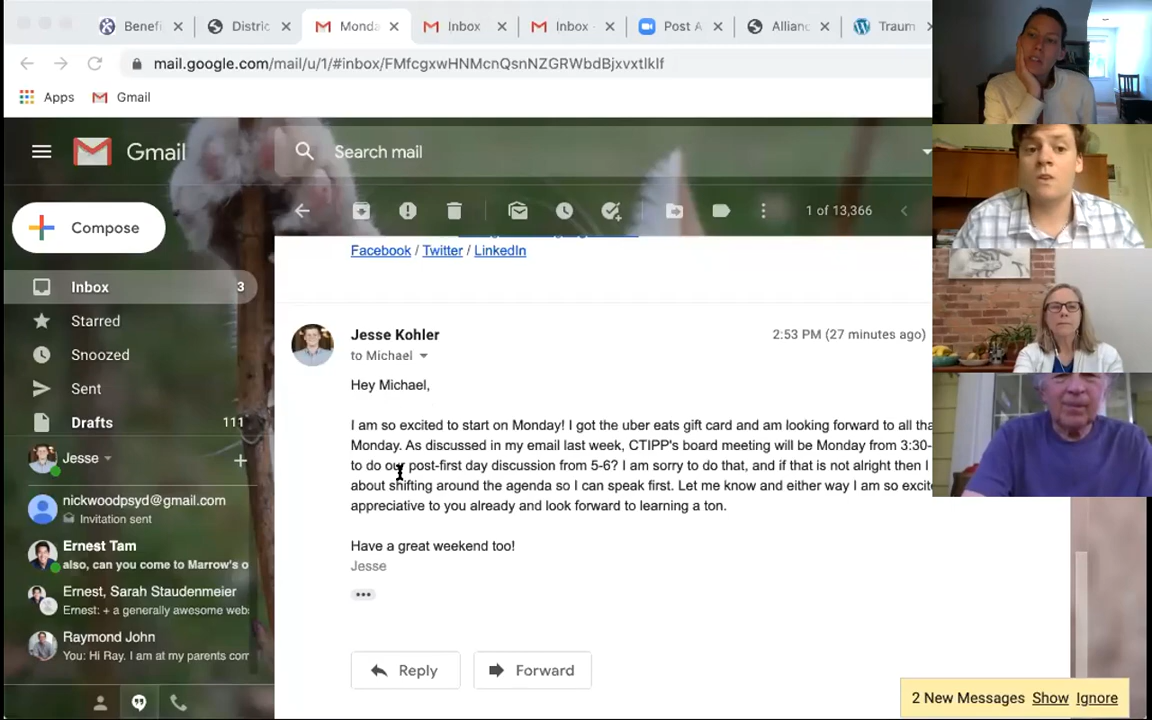 Benefi
Distric
Monda
Inbox
Inbox
Post A
Allianc
Traum
mail.google.com/mail/u/1/#inbox/FMfcgxwHNMcnQsnNZGRWbdBjxvxtlklf
Apps
Gmail
Gmail
Search mail
Compose
1 of 13,366
Facebook / Twitter / LinkedIn
Inbox 3
Starred
Snoozed
Sent
Drafts 111
Jesse
nickwoodpsyd@gmail.com
Invitation sent
Ernest Tam
also, can you come to Marrow's o
Ernest, Sarah Staudenmeier
Ernest: + a generally awesome web
Raymond John
You: Hi Ray. I am at my parents com
Jesse Kohler
2:53 PM (27 minutes ago)
to Michael
Hey Michael,
I am so excited to start on Monday! I got the uber eats gift card and am looking forward to all tha
Monday. As discussed in my email last week, CTIPP's board meeting will be Monday from 3:30-
to do our post-first day discussion from 5-6? I am sorry to do that, and if that is not alright then I
about shifting around the agenda so I can speak first. Let me know and either way I am so excite
appreciative to you already and look forward to learning a ton.
Have a great weekend too!
Jesse
Reply
Forward
2 New Messages Show Ignore